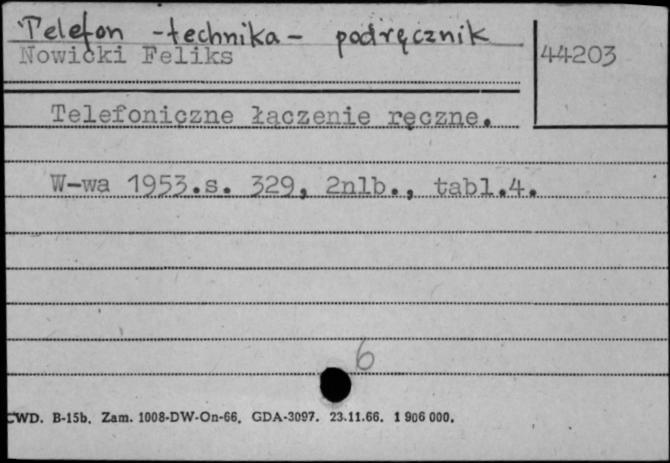 Telefon - technika - podręcznik
Nowicki Feliks
44203
Telefoniczne łączenie ręczne.
W-wa 1953.s. 329, 2nlb., tabl.4.
6
CWD. B-15b. Zam. 1008-DW-On-66. GDA-3097. 23.11.66. 1 906 000.